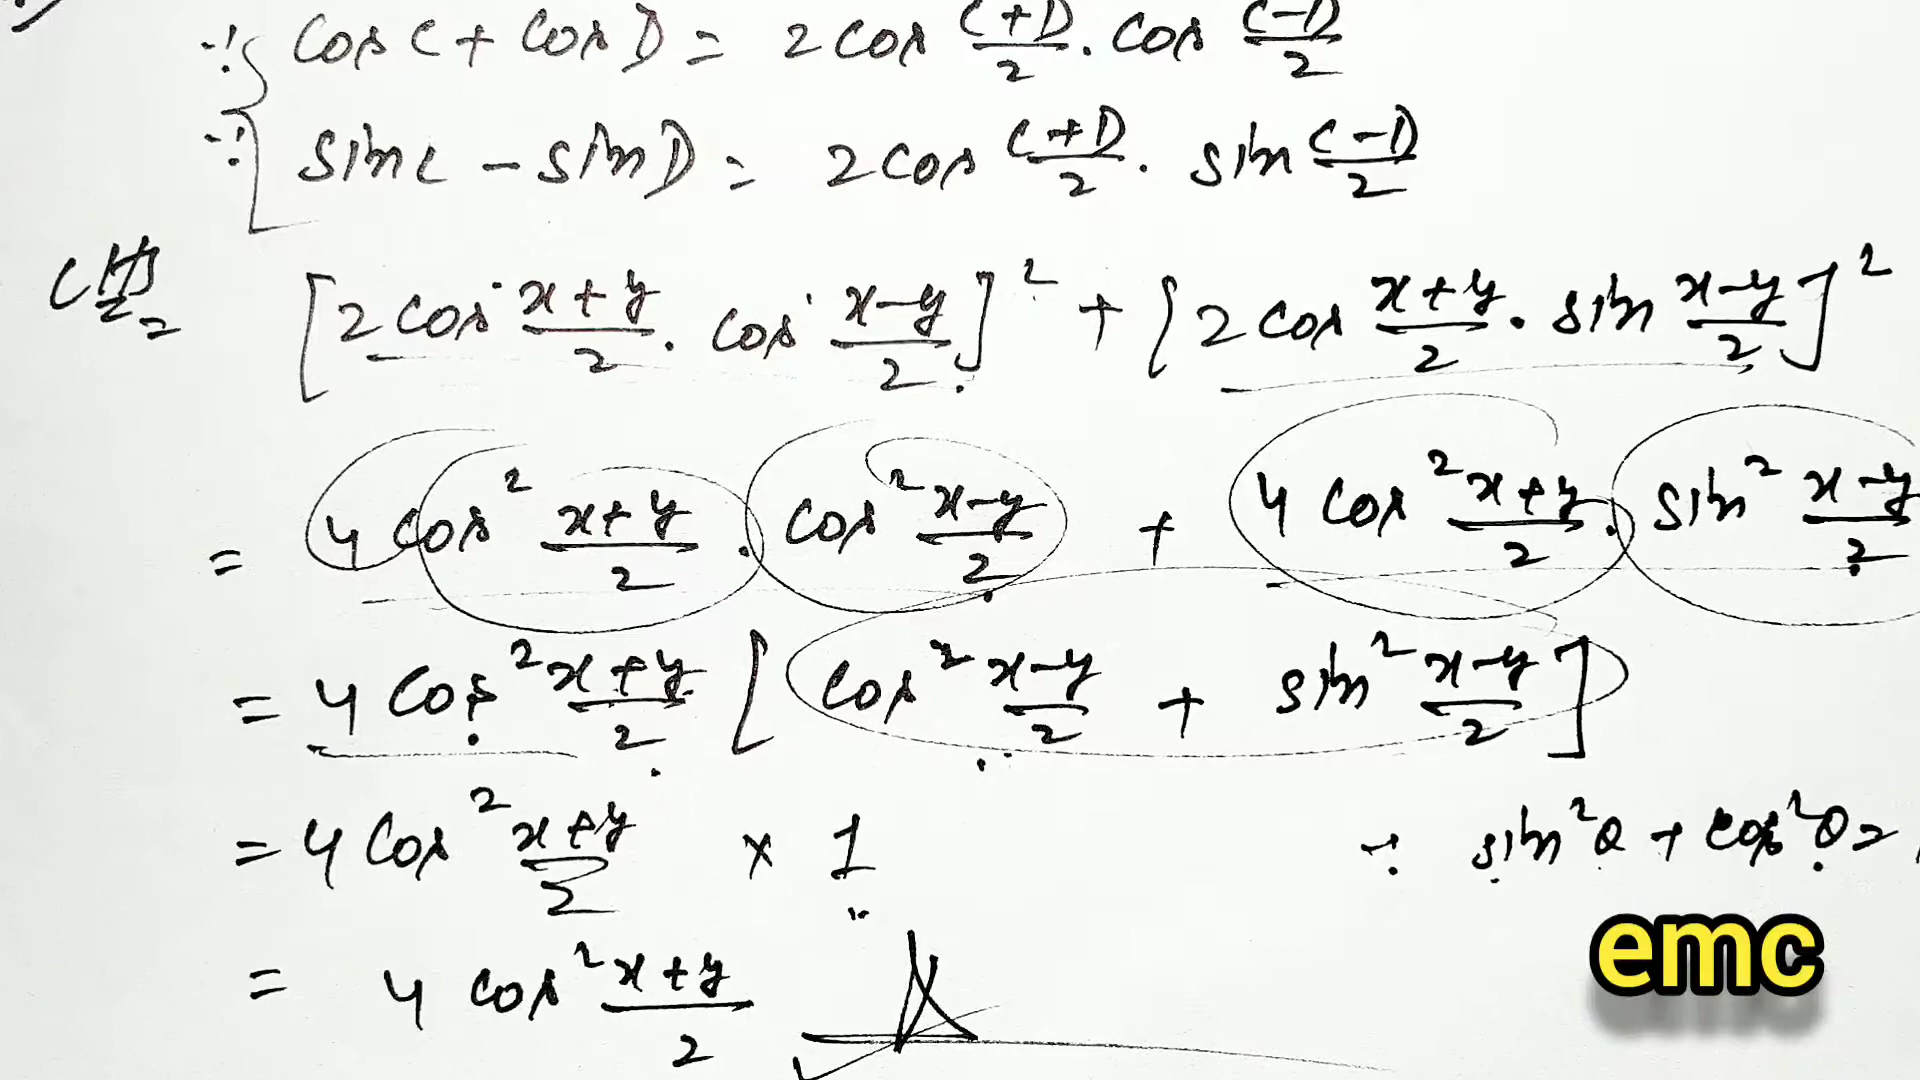 ∵ cos C + cos D = 2 cos (C+D)/2 . cos (C-D)/2
∵ sin C - sin D = 2 cos (C+D)/2 . sin (C-D)/2
[2 cos (x+y)/2 . cos (x-y)/2]² + [2 cos (x+y)/2 . sin (x-y)/2]²
= 4 cos² (x+y)/2 . cos² (x-y)/2 + 4 cos² (x+y)/2 . sin² (x-y)/2
= 4 cos² (x+y)/2 [cos² (x-y)/2 + sin² (x-y)/2]
= 4 cos² (x+y)/2 × 1 ∵ sin²θ + cos²θ =
= 4 cos² (x+y)/2
emc